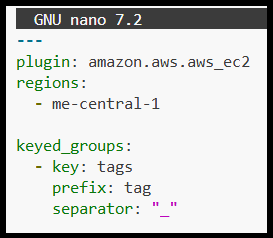 GNU nano 7.2
---
plugin: amazon.aws.aws_ec2
regions:
  - me-central-1

keyed_groups:
  - key: tags
    prefix: tag
    separator: "_"